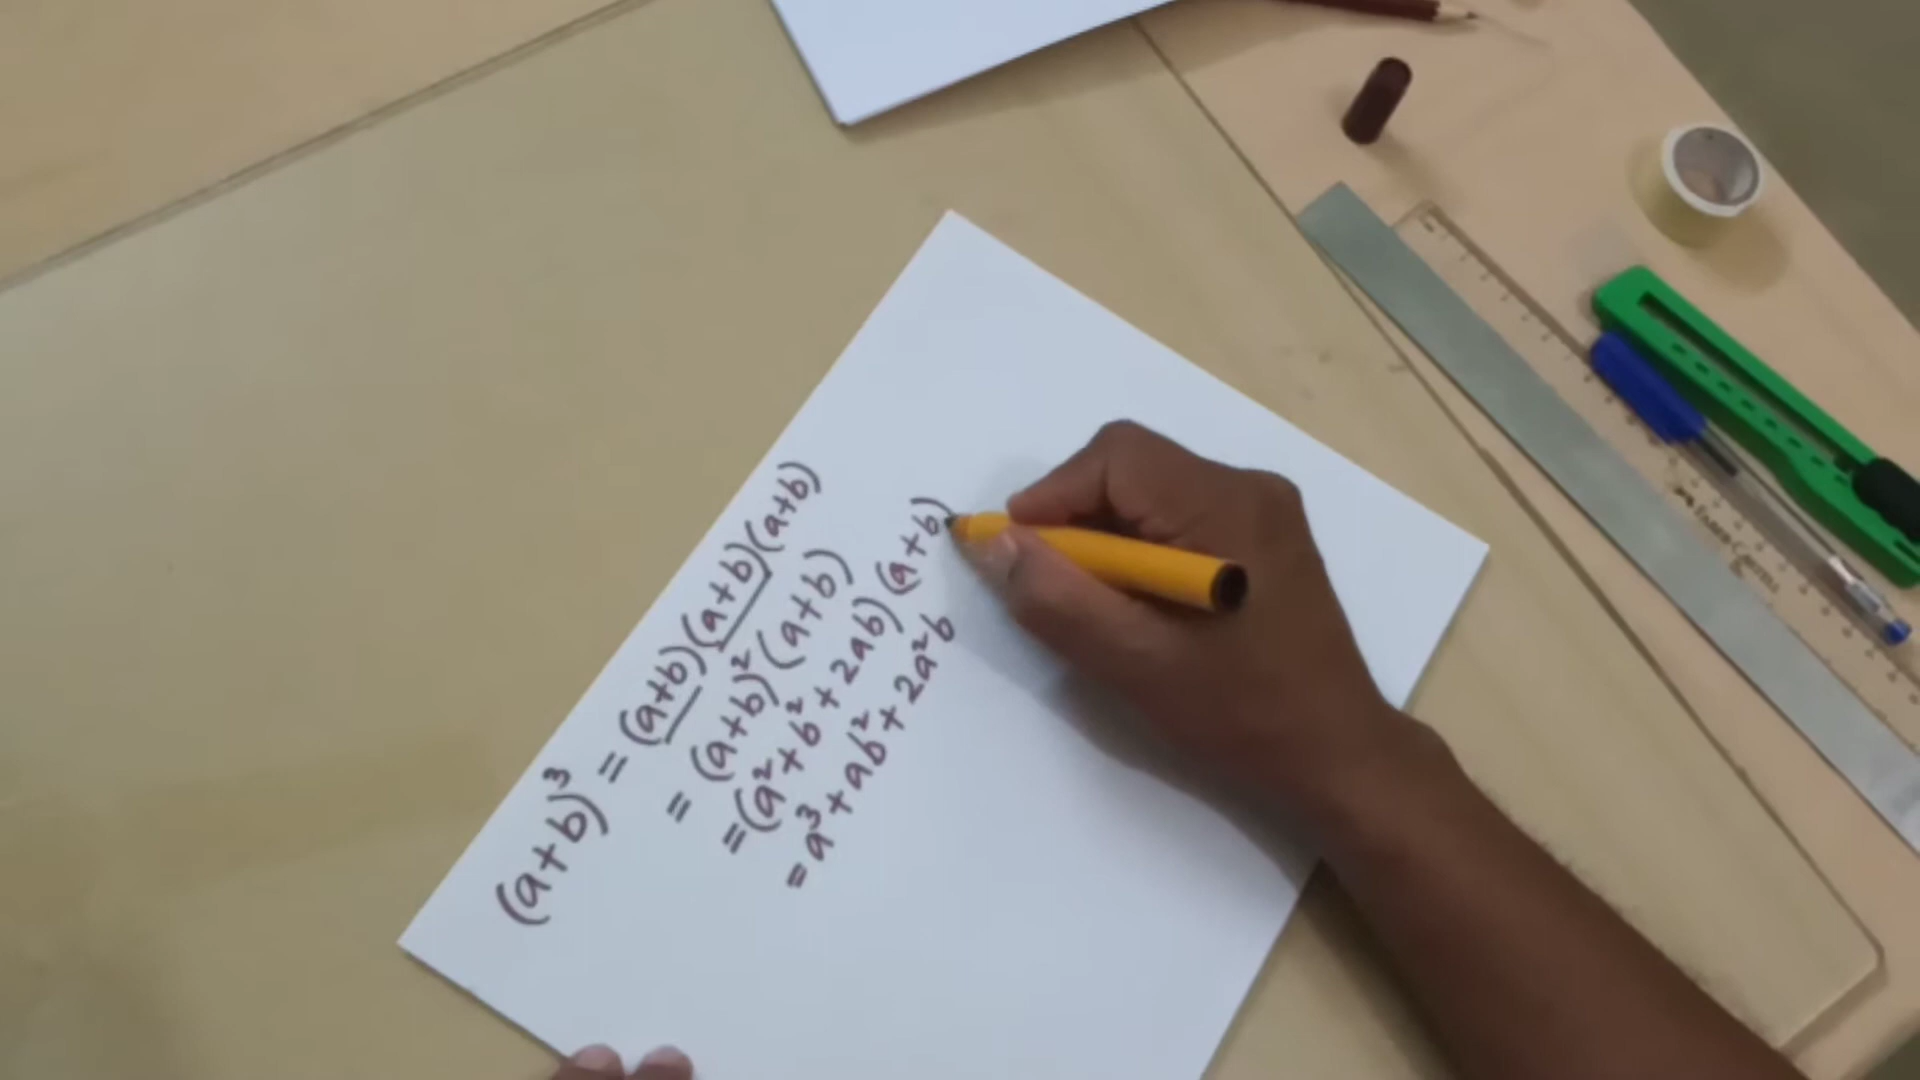 (a+b)³ = (a+b)(a+b)(a+b)
= (a+b)² (a+b)
= (a²+b²+2ab) (a+b)
= a³+ab²+2a²b